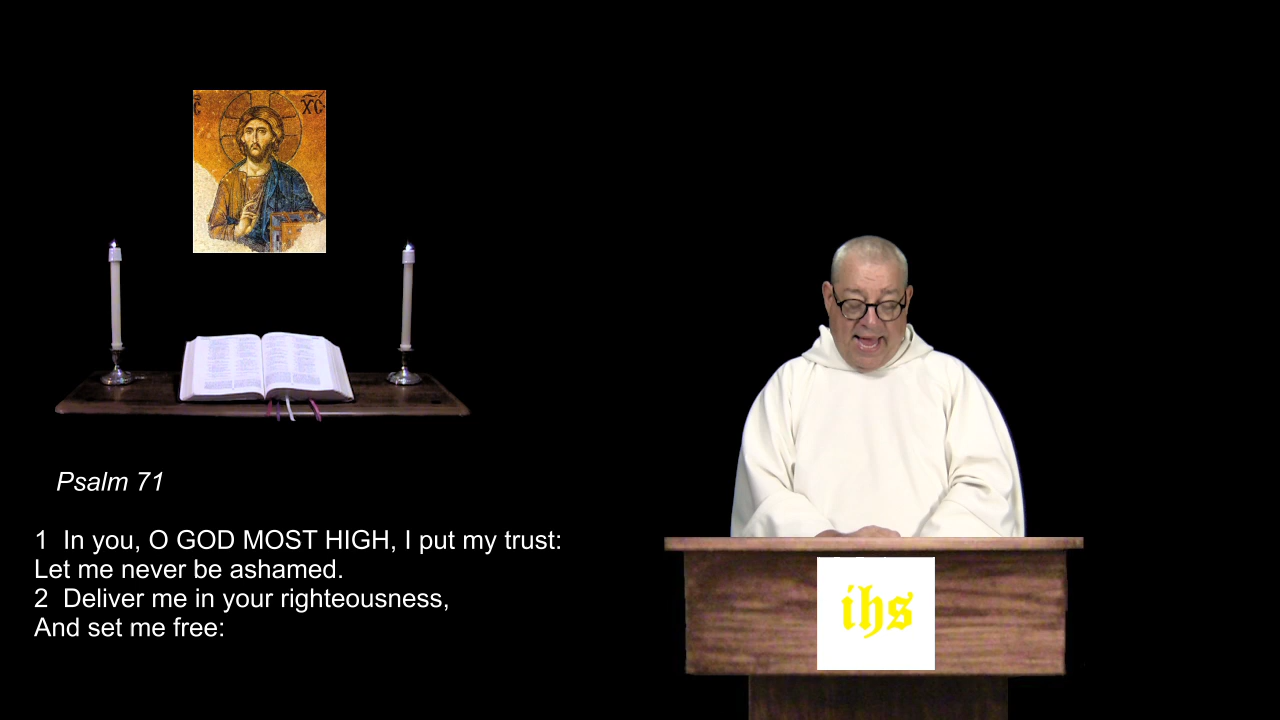 XC
Psalm 71
1 In you, O GOD MOST HIGH, I put my trust:
Let me never be ashamed.
2 Deliver me in your righteousness,
And set me free:
ihs